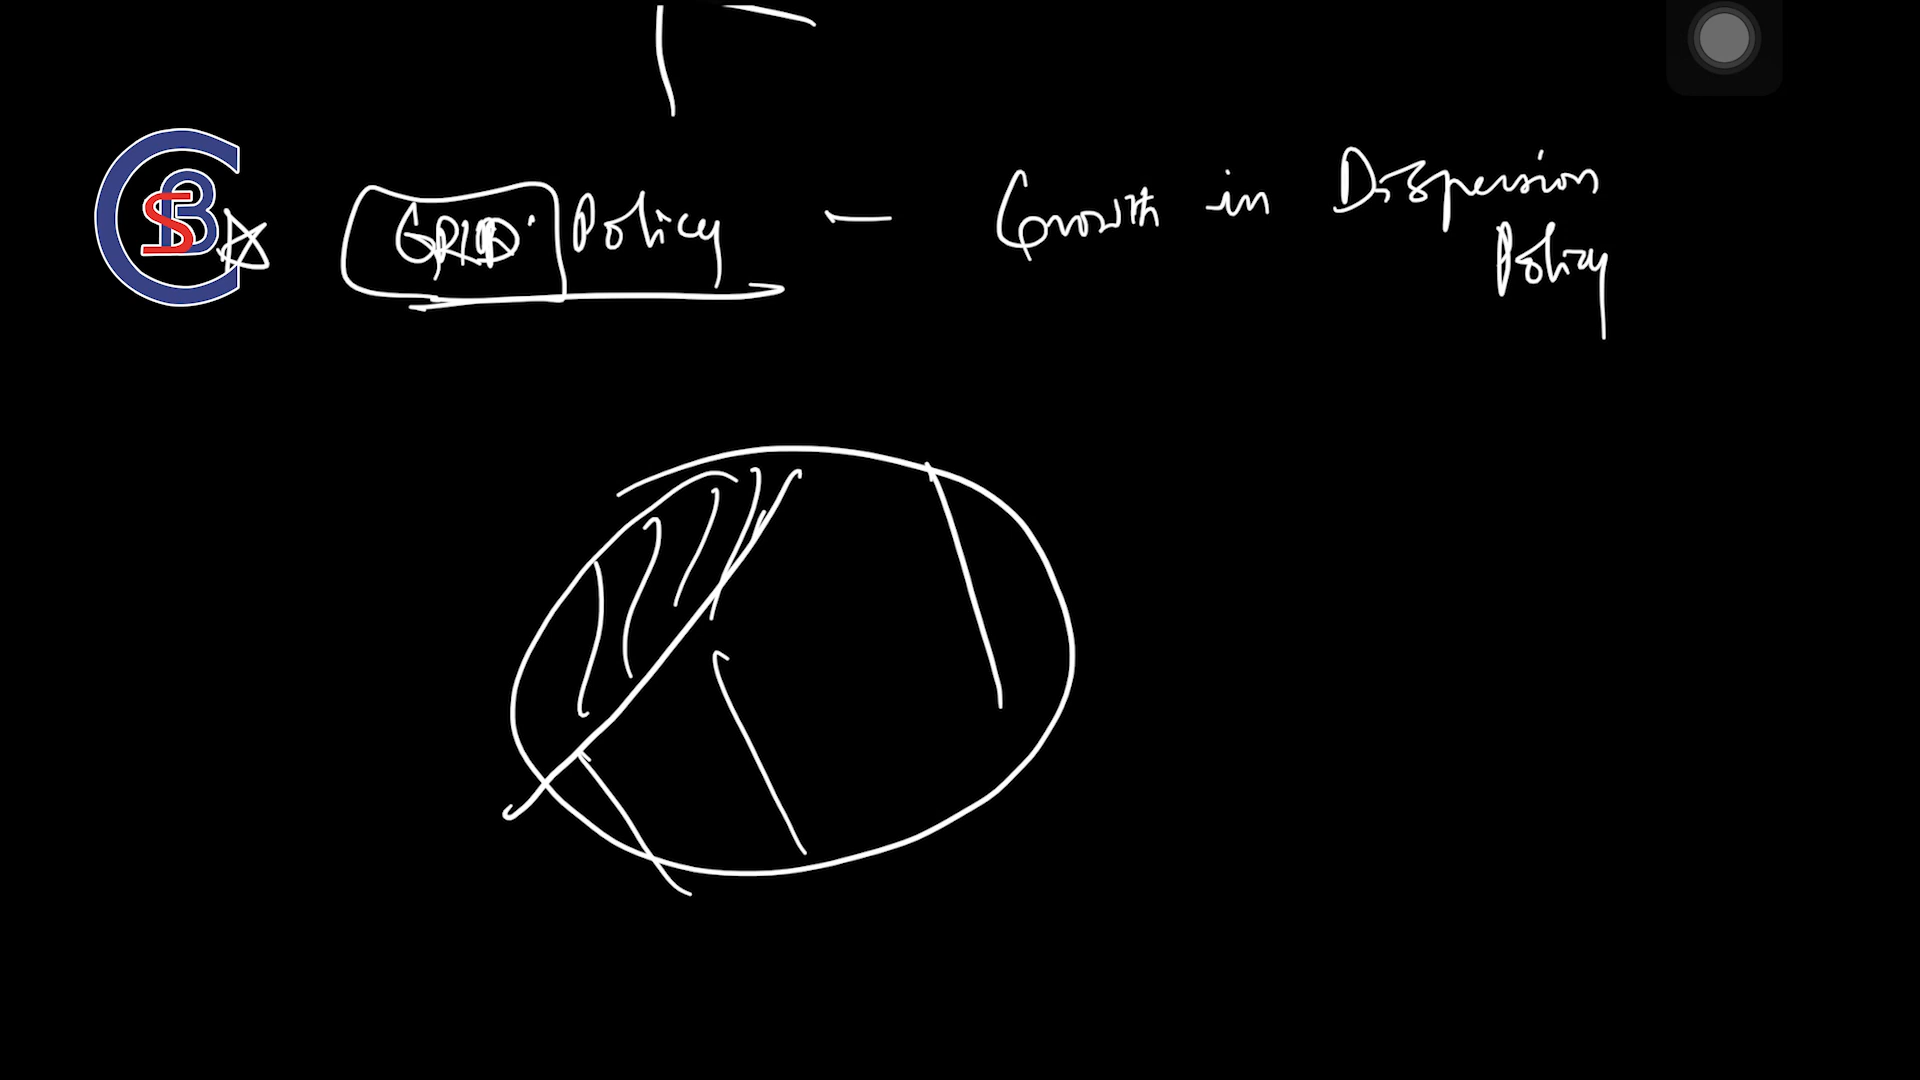 GRID Policy — Growth in Dispersion
Policy